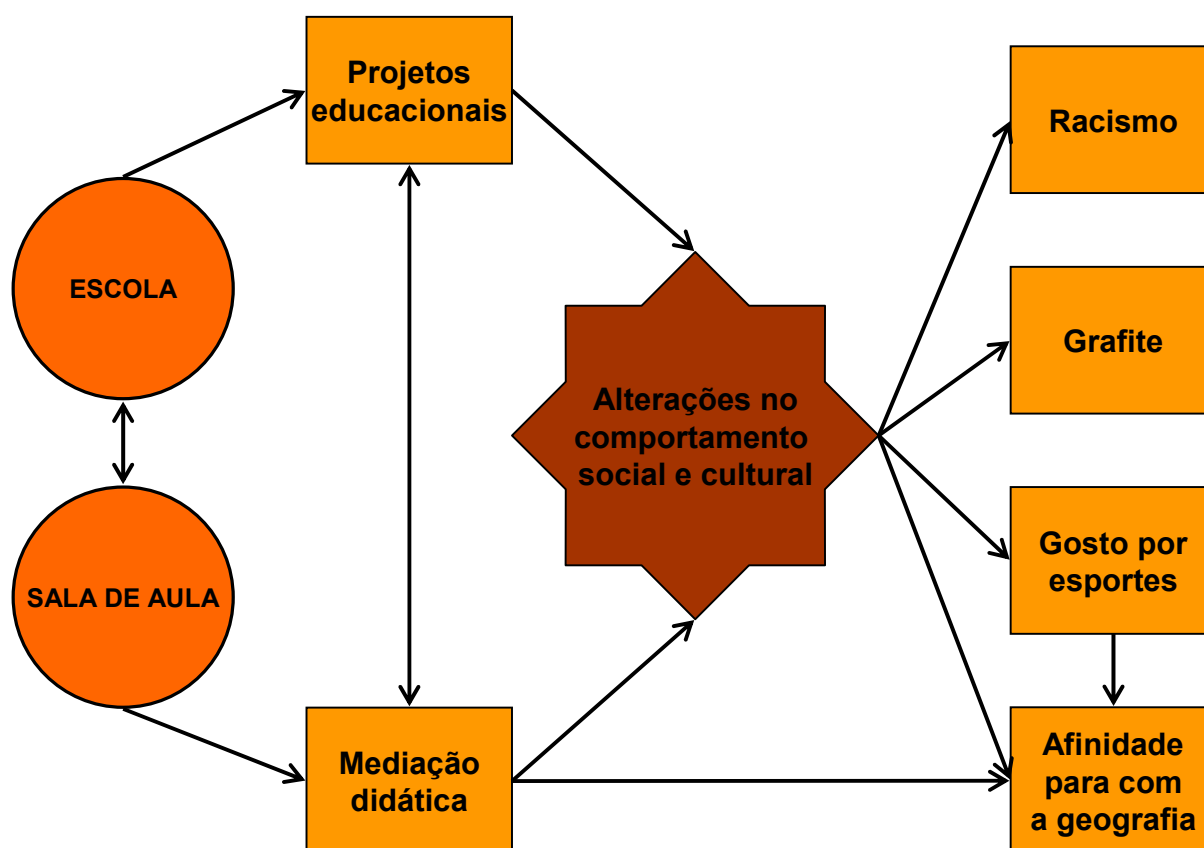 Projetos
educacionais
Racismo
ESCOLA
Grafite
Alterações no
comportamento
social e cultural
Gosto por
esportes
SALA DE AULA
Mediação
didática
Afinidade
para com
a geografia